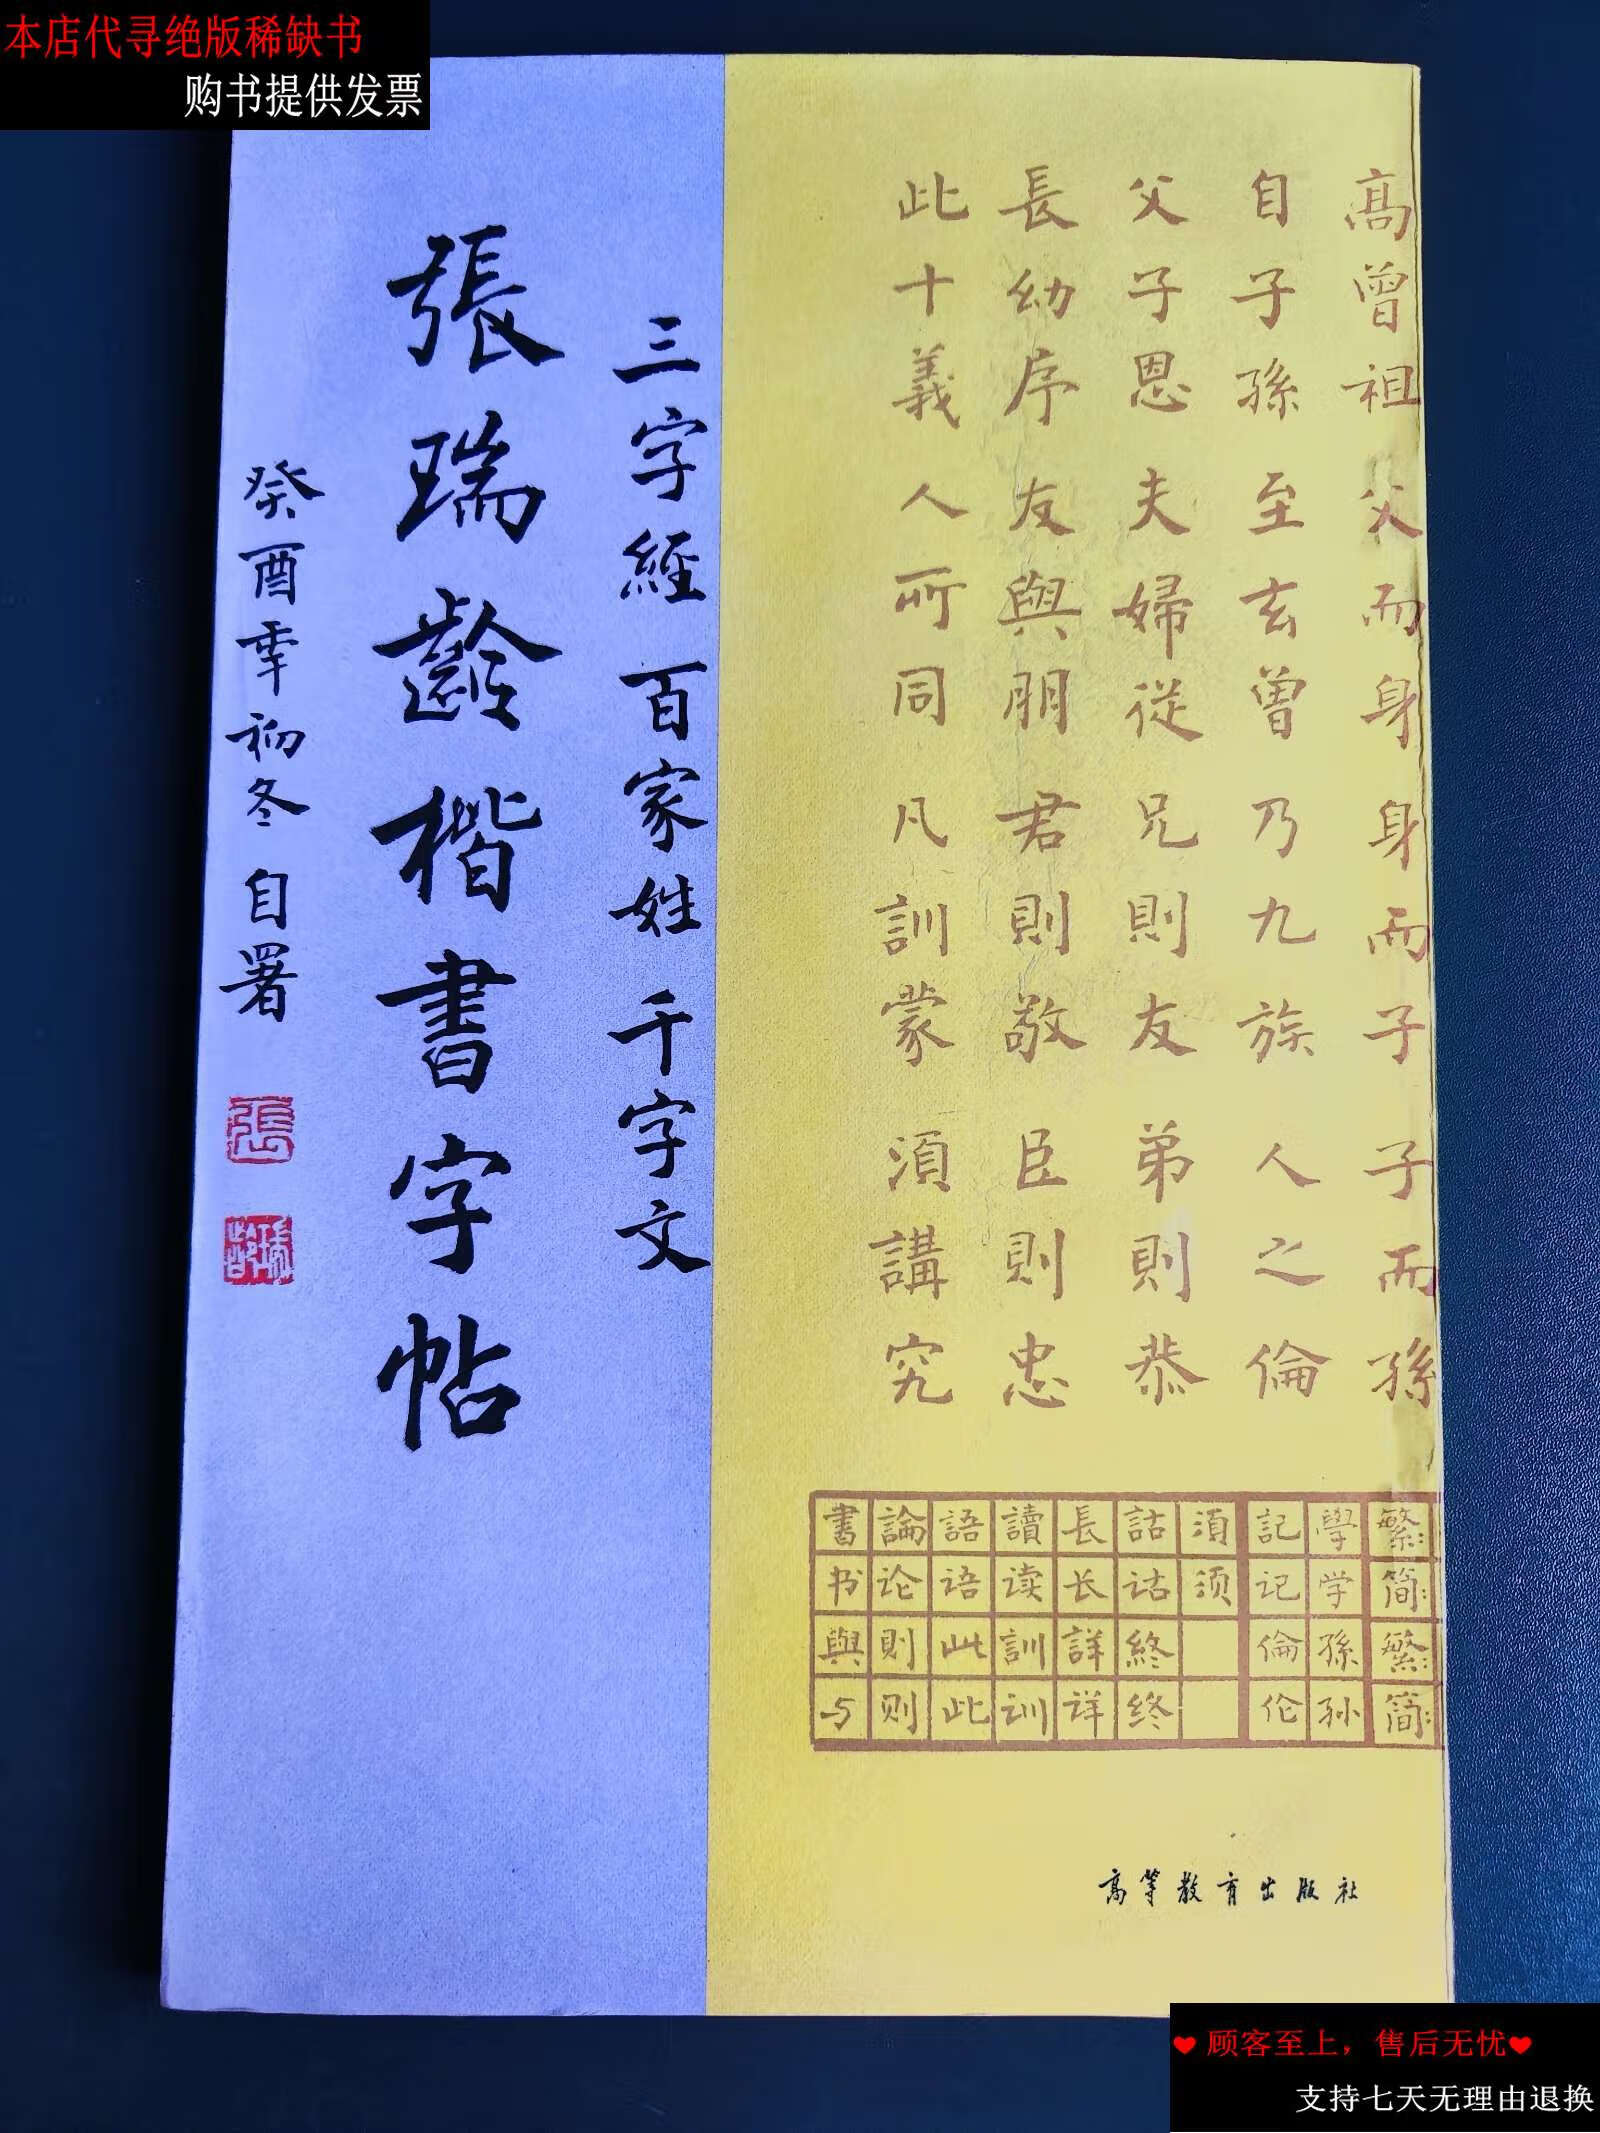 本店代寻绝版稀缺书
购书提供发票
高曾祖 父而身 身而子 子而孫
自子孫 至玄曾 乃九族 人之倫
父子恩 夫婦從 兄則友 弟則恭
長幼序 友與朋 君則敬 臣則忠
此十義 人所同 凡訓蒙 須講究
三字經 百家姓 千字文
張瑞齡楷書字帖
癸酉年初冬 自署
張
書 論 語 讀 長 詁 須 記 學 繁:
书 论 语 读 长 诂 须 记 学 简:
與 則 此 訓 詳 終 倫 孫 繁:
与 则 此 训 详 终 伦 孙 简:
高等教育出版社
❤顾客至上，售后无忧❤
支持七天无理由退换